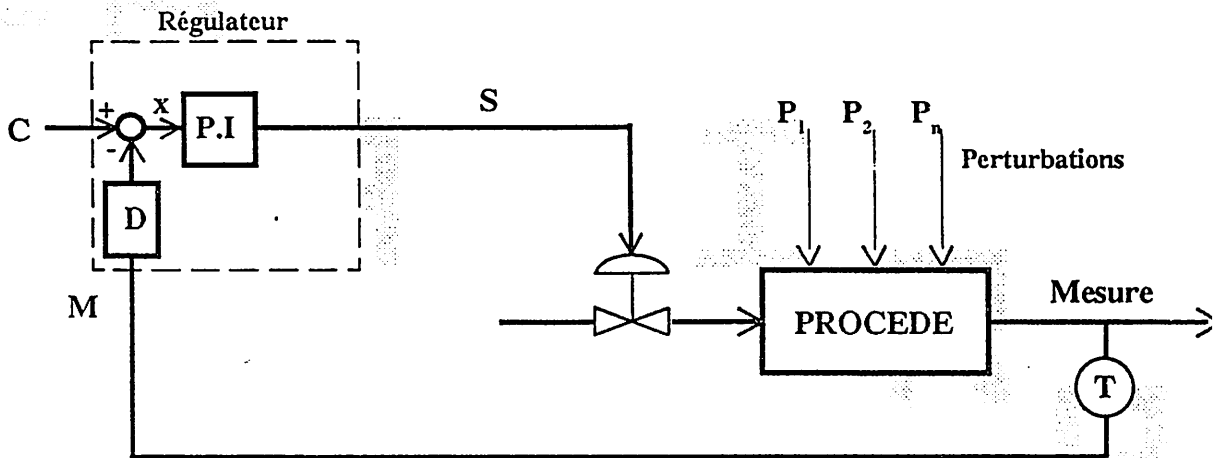 Régulateur
C
+
-
x
P.I
S
D
M
P₁ P₂ Pₙ
Perturbations
PROCEDE
Mesure
T